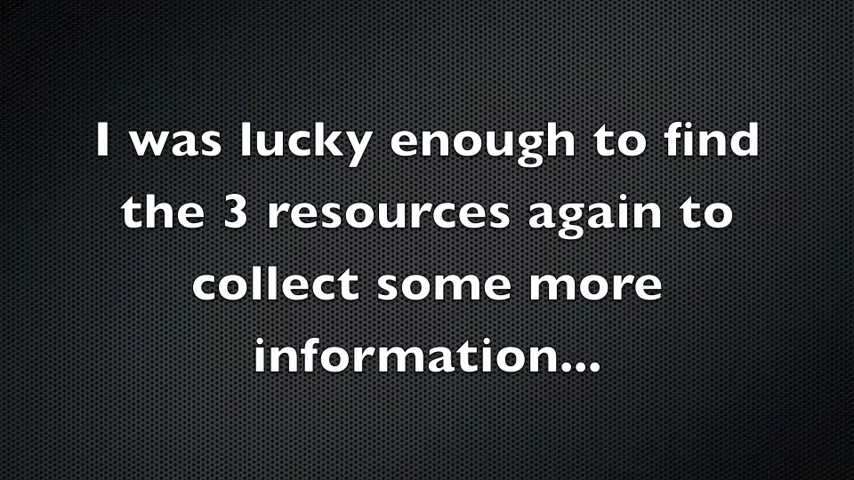 I was lucky enough to find
the 3 resources again to
collect some more
information...